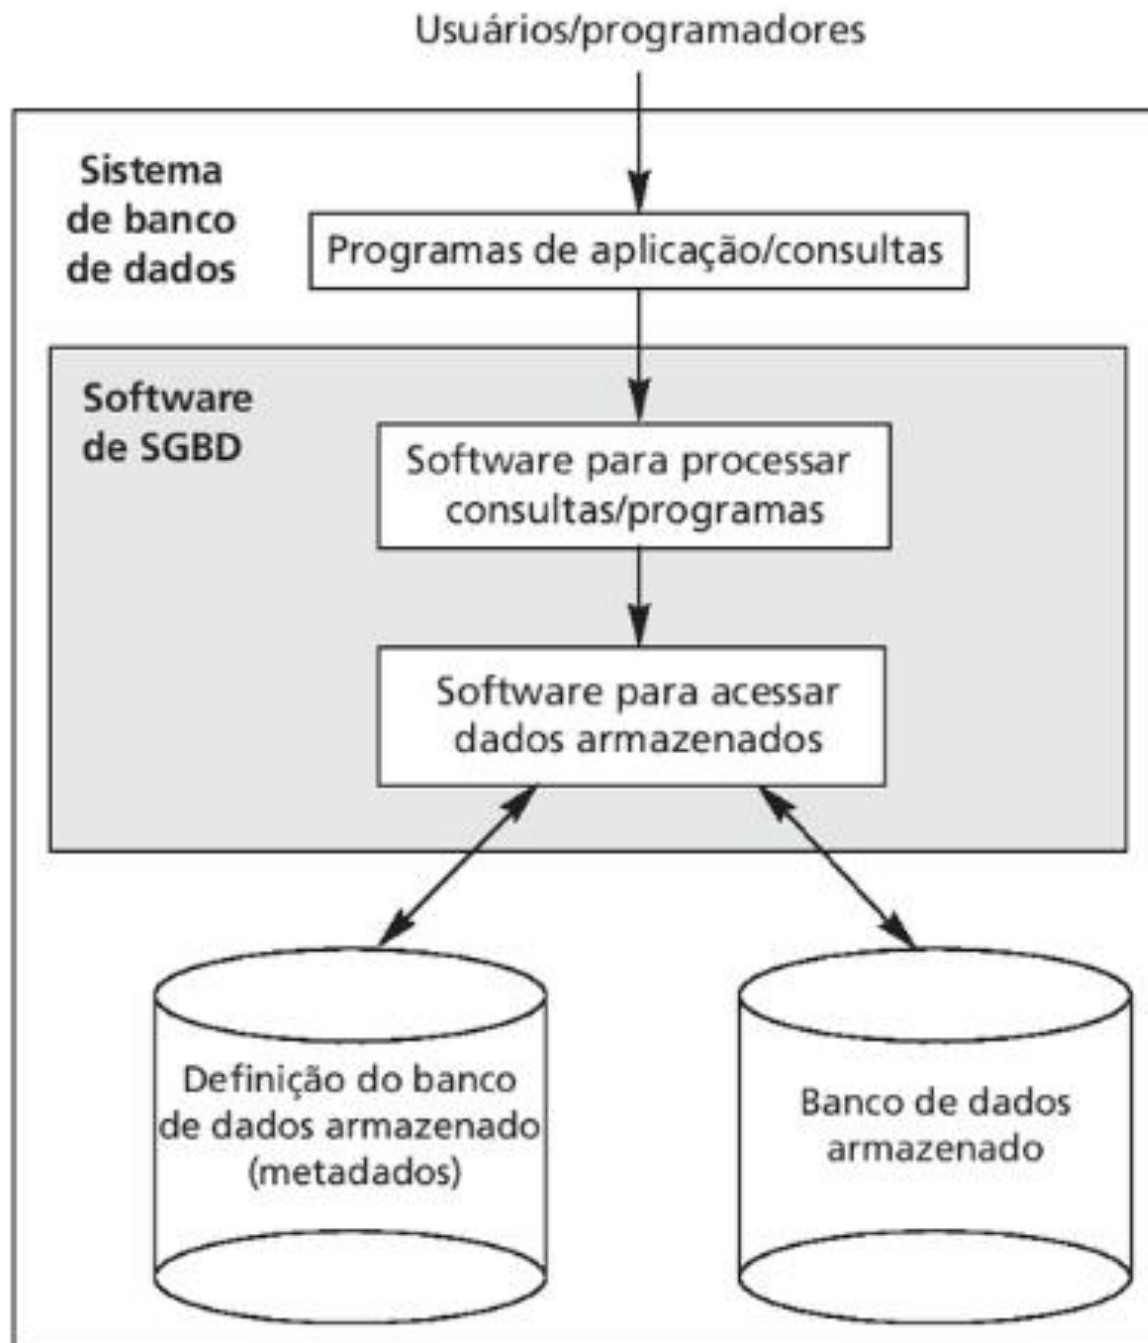 Usuários/programadores
Sistema
de banco
de dados
Programas de aplicação/consultas
Software
de SGBD
Software para processar
consultas/programas
Software para acessar
dados armazenados
Definição do banco
de dados armazenado
(metadados)
Banco de dados
armazenado